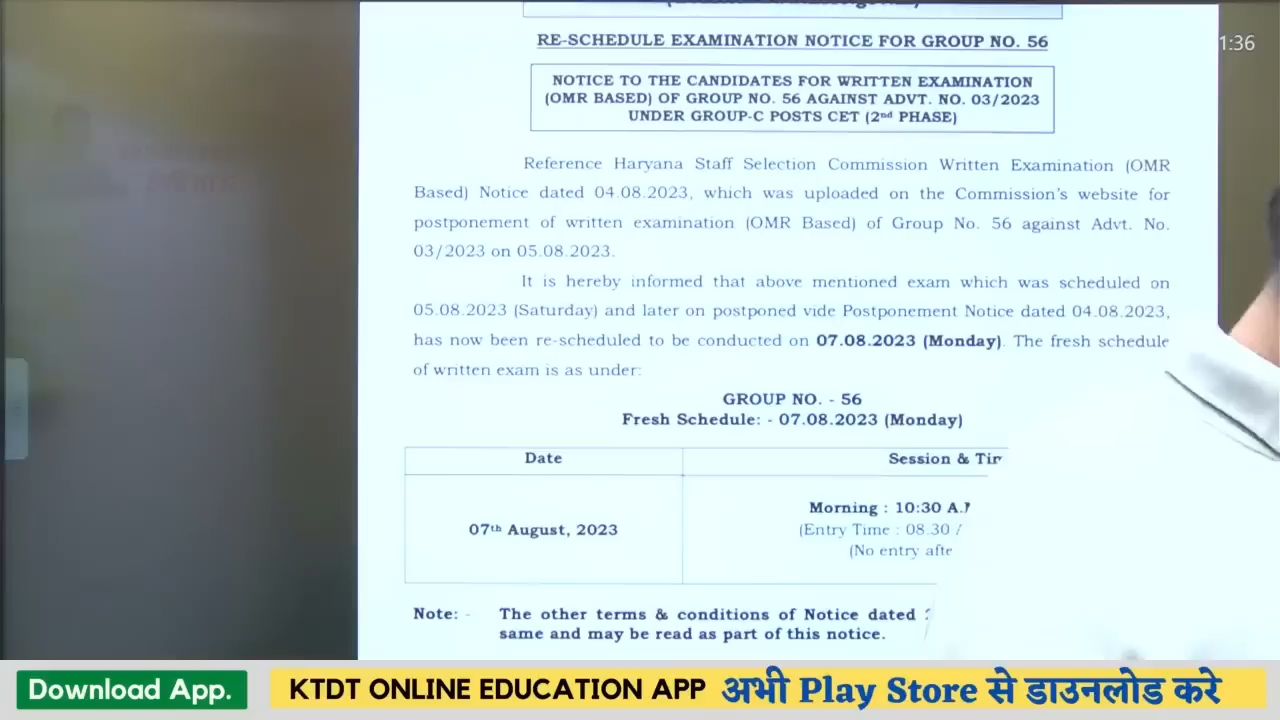 RE-SCHEDULE EXAMINATION NOTICE FOR GROUP NO. 56
1:36
NOTICE TO THE CANDIDATES FOR WRITTEN EXAMINATION
(OMR BASED) OF GROUP NO. 56 AGAINST ADVT. NO. 03/2023
UNDER GROUP-C POSTS CET (2nd PHASE)
Reference Haryana Staff Selection Commission Written Examination (OMR
Based) Notice dated 04.08.2023, which was uploaded on the Commission's website for
postponement of written examination (OMR Based) of Group No. 56 against Advt. No.
03/2023 on 05.08.2023.
It is hereby informed that above mentioned exam which was scheduled on
05.08.2023 (Saturday) and later on postponed vide Postponement Notice dated 04.08.2023,
has now been re-scheduled to be conducted on 07.08.2023 (Monday). The fresh schedule
of written exam is as under:
GROUP NO. - 56
Fresh Schedule: - 07.08.2023 (Monday)
Date Session &
07th August, 2023
Morning : 10:30
(Entry Time : 08.30
(No entry
Note: - The other terms & conditions of Notice dated
same and may be read as part of this notice.
Download App. KTDT ONLINE EDUCATION APP अभी Play Store से डाउनलोड करे